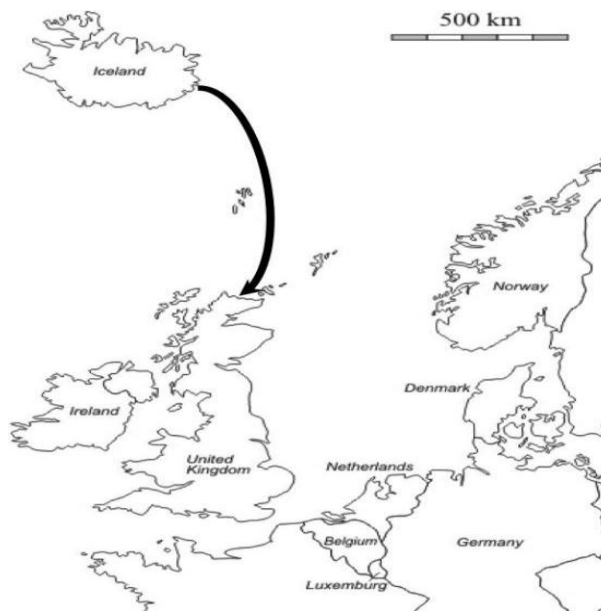 500 km
Iceland
Norway
Denmark
Ireland
United
Kingdom
Netherlands
Belgium
Germany
Luxemburg